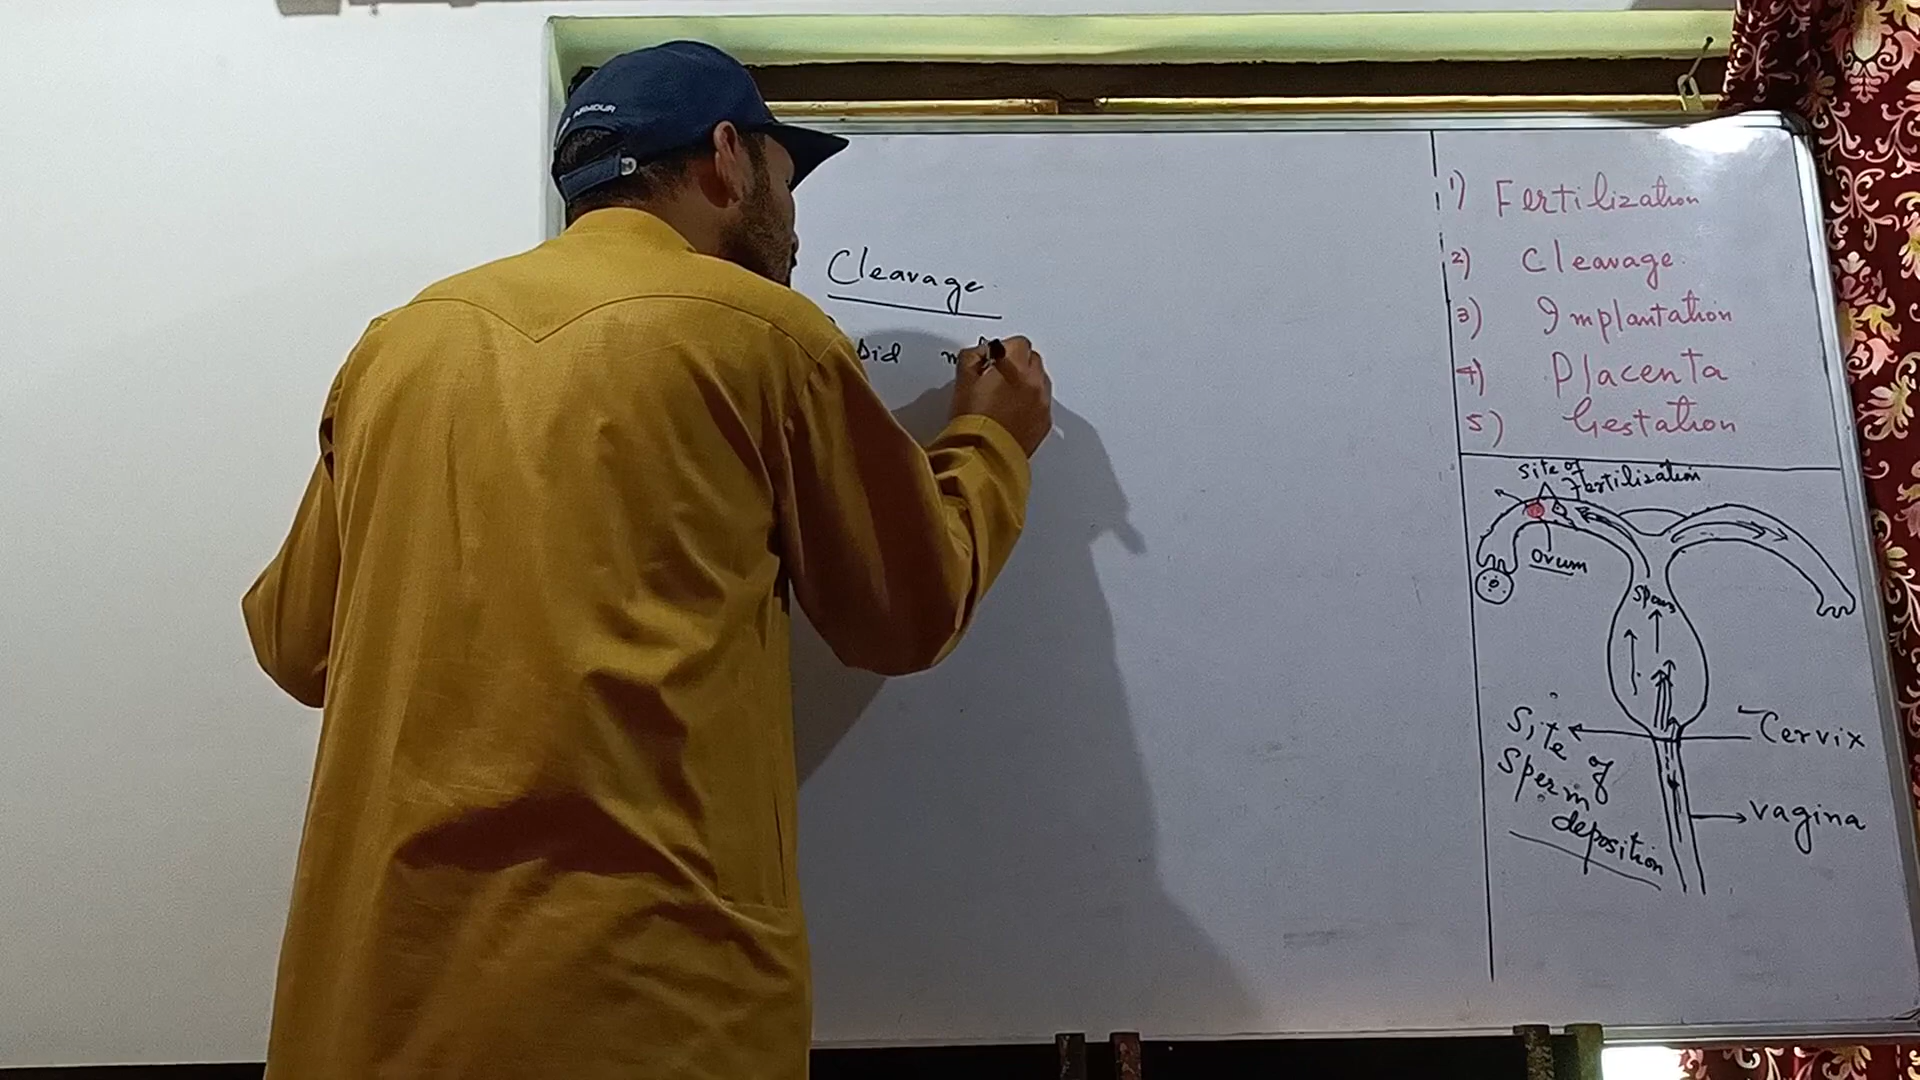 ARMOUR
Cleavage.
1) Fertilization
2) Cleavage.
3) Implantation
4) Placenta
5) Gestation
Site of
Fertilization
Ovum
Site of
Sperm
deposition
Cervix
Vagina